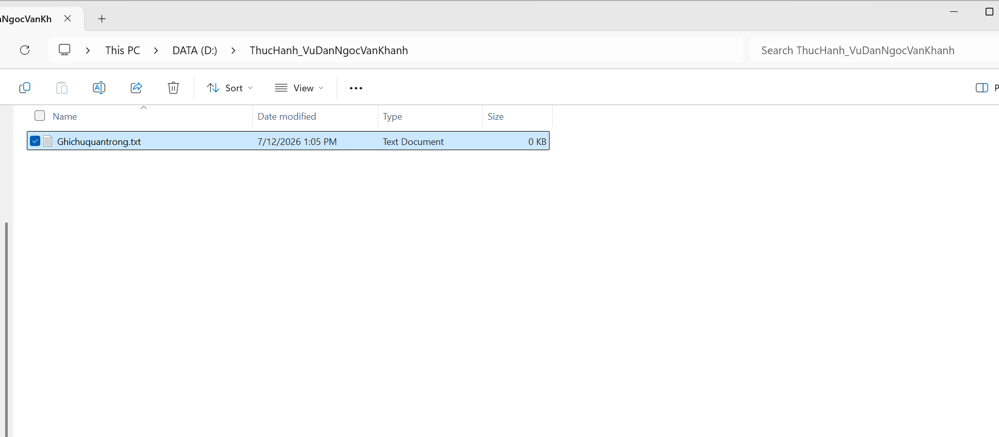 nNgocVanKh
This PC > DATA (D:) > ThucHanh_VuDanNgocVanKhanh
Search ThucHanh_VuDanNgocVanKhanh
Sort
View
•••
P
Name
Date modified
Type
Size
Ghichuquantrong.txt
7/12/2026 1:05 PM
Text Document
0 KB